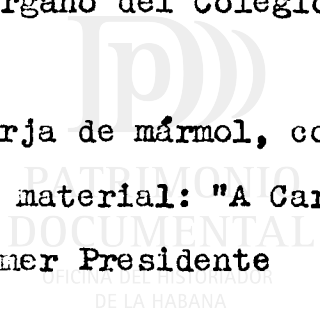 rgano del Colegio
rja de mármol, co
material: "A Car
mer Presidente
PATRIMONIO
DOCUMENTAL
OFICINA DEL HISTORIADOR
DE LA HABANA